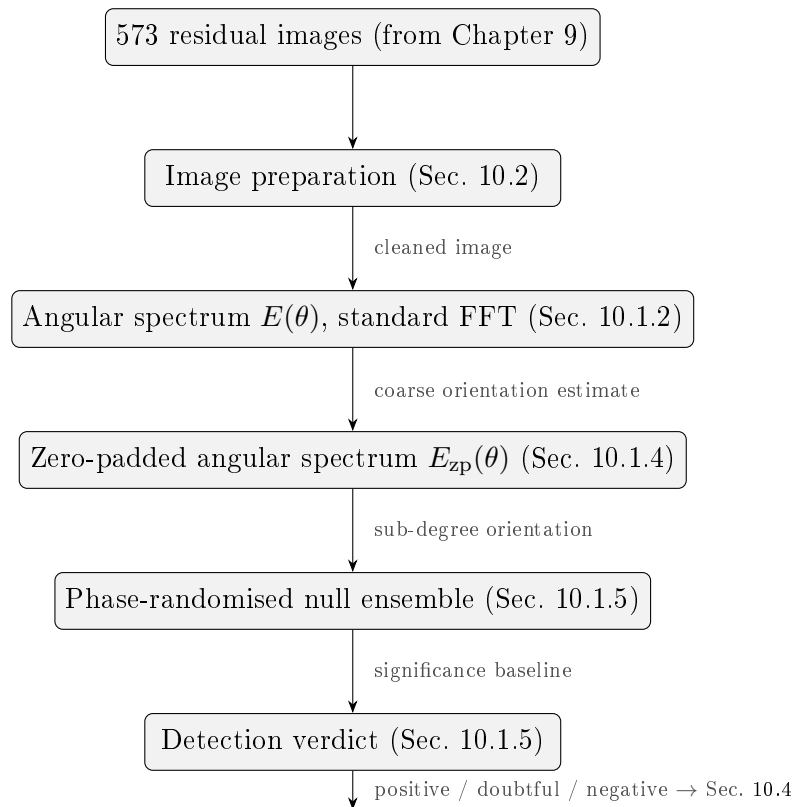 573 residual images (from Chapter 9)
Image preparation (Sec. 10.2)
cleaned image
Angular spectrum E(θ), standard FFT (Sec. 10.1.2)
coarse orientation estimate
Zero-padded angular spectrum E_zp(θ) (Sec. 10.1.4)
sub-degree orientation
Phase-randomised null ensemble (Sec. 10.1.5)
significance baseline
Detection verdict (Sec. 10.1.5)
positive / doubtful / negative → Sec. 10.4